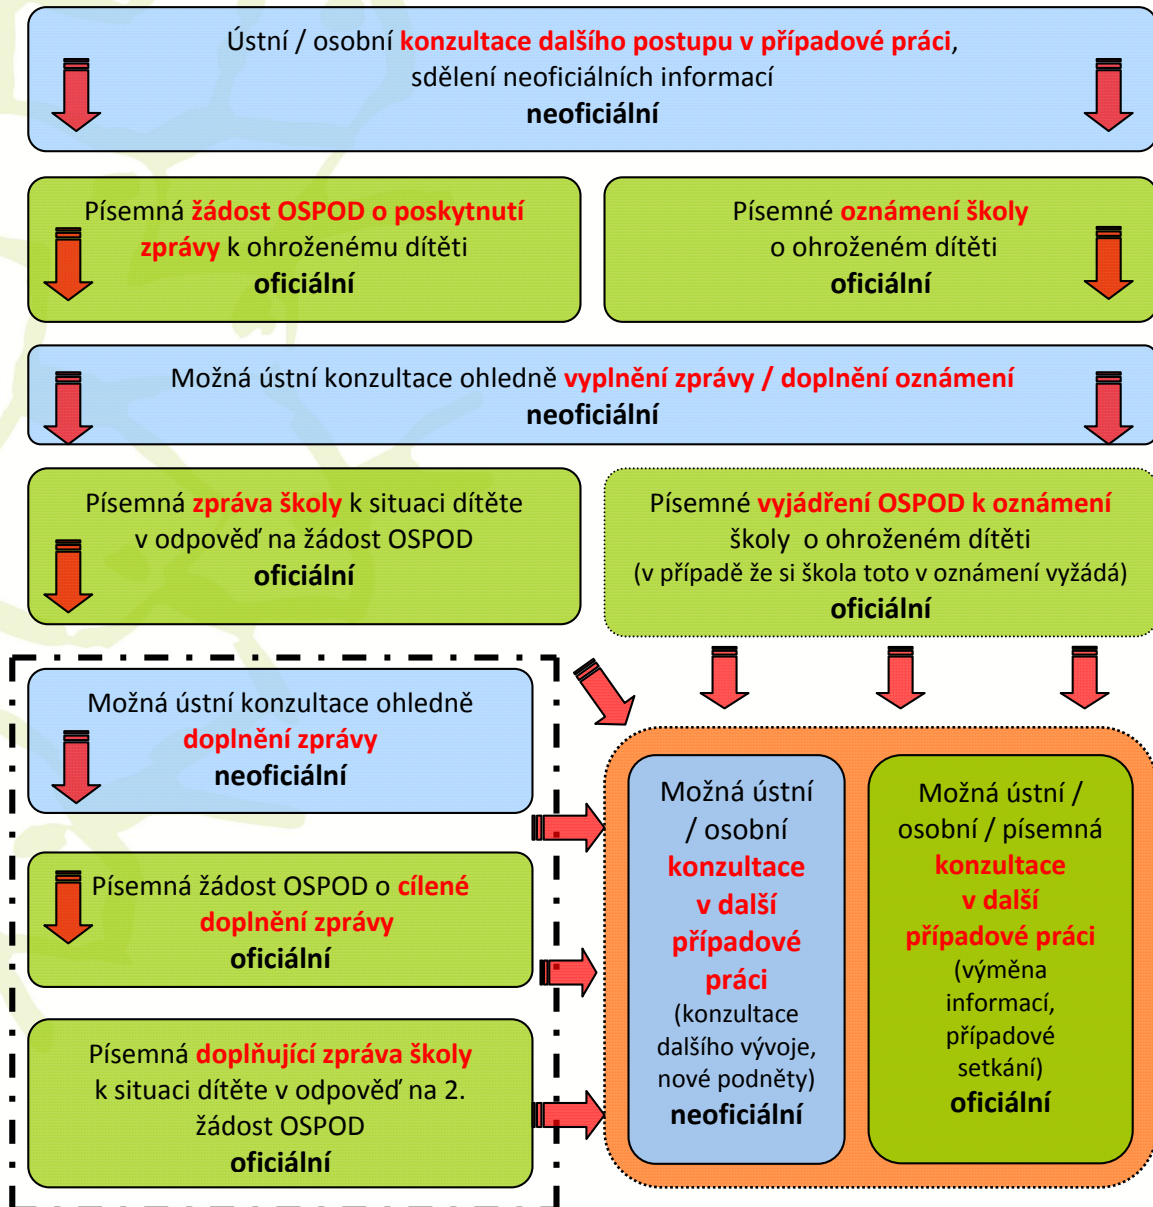 Ústní / osobní konzultace dalšího postupu v případové práci,
sdělení neoficiálních informací
neoficiální
Písemná žádost OSPOD o poskytnutí
zprávy k ohroženému dítěti
oficiální
Písemné oznámení školy
o ohroženém dítěti
oficiální
Možná ústní konzultace ohledně vyplnění zprávy / doplnění oznámení
neoficiální
Písemná zpráva školy k situaci dítěte
v odpověď na žádost OSPOD
oficiální
Písemné vyjádření OSPOD k oznámení
školy o ohroženém dítěti
(v případě že si škola toto v oznámení vyžádá)
oficiální
Možná ústní konzultace ohledně
doplnění zprávy
neoficiální
Písemná žádost OSPOD o cílené
doplnění zprávy
oficiální
Písemná doplňující zpráva školy
k situaci dítěte v odpověď na 2.
žádost OSPOD
oficiální
Možná ústní
/ osobní
konzultace
v další
případové
práci
(konzultace
dalšího vývoje,
nové podněty)
neoficiální
Možná ústní /
osobní / písemná
konzultace
v další
případové práci
(výměna
informací,
případové
setkání)
oficiální